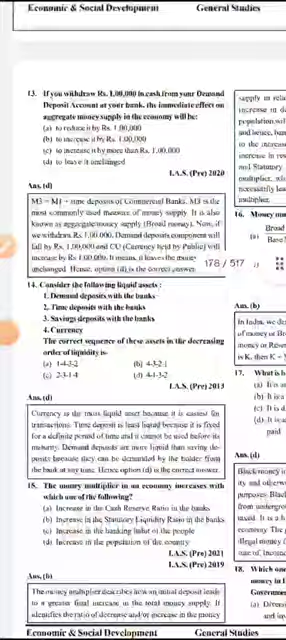 Economic & Social Development
General Studies
13. If you withdraw Rs. 1,00,000 in cash from your Demand
Deposit Account at your bank, the immediate effect on
aggregate money supply in the economy will be:
(a) to reduce it by Rs. 1,00,000
(b) to increase it by Rs. 1,00,000
(c) to increase it by more than Rs. 1,00,000
(d) to leave it unchanged
I.A.S. (Pre) 2020
Ans. (d)
M3 = M1 + time deposits of Commercial Banks. M3 is the
most commonly used measure of money supply. It is also
known as aggregate money supply (Broad money). Now, if
we withdraw Rs. 1,00,000. Demand deposits component will
fall by Rs. 1,00,000 and CU (Currency held by Public) will
increase by Rs 1,00,000. It means, it leaves the money
unchanged. Hence, option (d) is the correct answer.
178 / 517
14. Consider the following liquid assets :
1. Demand deposits with the banks
2. Time deposits with the banks
3. Savings deposits with the banks
4. Currency
The correct sequence of these assets in the decreasing
order of liquidity is-
(a) 1-4-3-2 (b) 4-3-2-1
(c) 2-3-1-4 (d) 4-1-3-2
I.A.S. (Pre) 2013
Ans. (d)
Currency is the most liquid asset because it is easiest for
transactions. Time deposit is least liquid because it is fixed
for a definite period of time and it cannot be used before its
maturity. Demand deposits are more liquid than saving de-
posits because they can be demanded by the holder from
the bank at any time. Hence option (d) is the correct answer.
15. The money multiplier in an economy increases with
which one of the following?
(a) Increase in the Cash Reserve Ratio in the banks
(b) Increase in the Statutory Liquidity Ratio in the banks
(c) Increase in the banking habit of the people
(d) Increase in the population of the country
I.A.S. (Pre) 2021
I.A.S. (Pre) 2019
Ans. (b)
The money multiplier describes how an initial deposit leads
to a greater final increase in the total money supply. It
identifies the ratio of decrease and/or increase in the money
supply in rela
increase in
population wil
and hence, ban
to the increase
increase in res
and Statutory
multiplier, wh
necessarily lea
multiplier.
16. Money mu
(a) Broad
Base
Ans. (b)
In India, we de
of money or Br
money or Reser
is K, then K =
17. What is b
(a) It is a
(b) It is a
(c) It is d
(d) It is a
paid
Ans. (d)
Black money is
ity and otherw
purposes. Black
from undergro
taxed. It is a h
economy. The
illegal money
18. Which one
money in
Governmen
(a) Divers
Economic & Social Development
General Studies